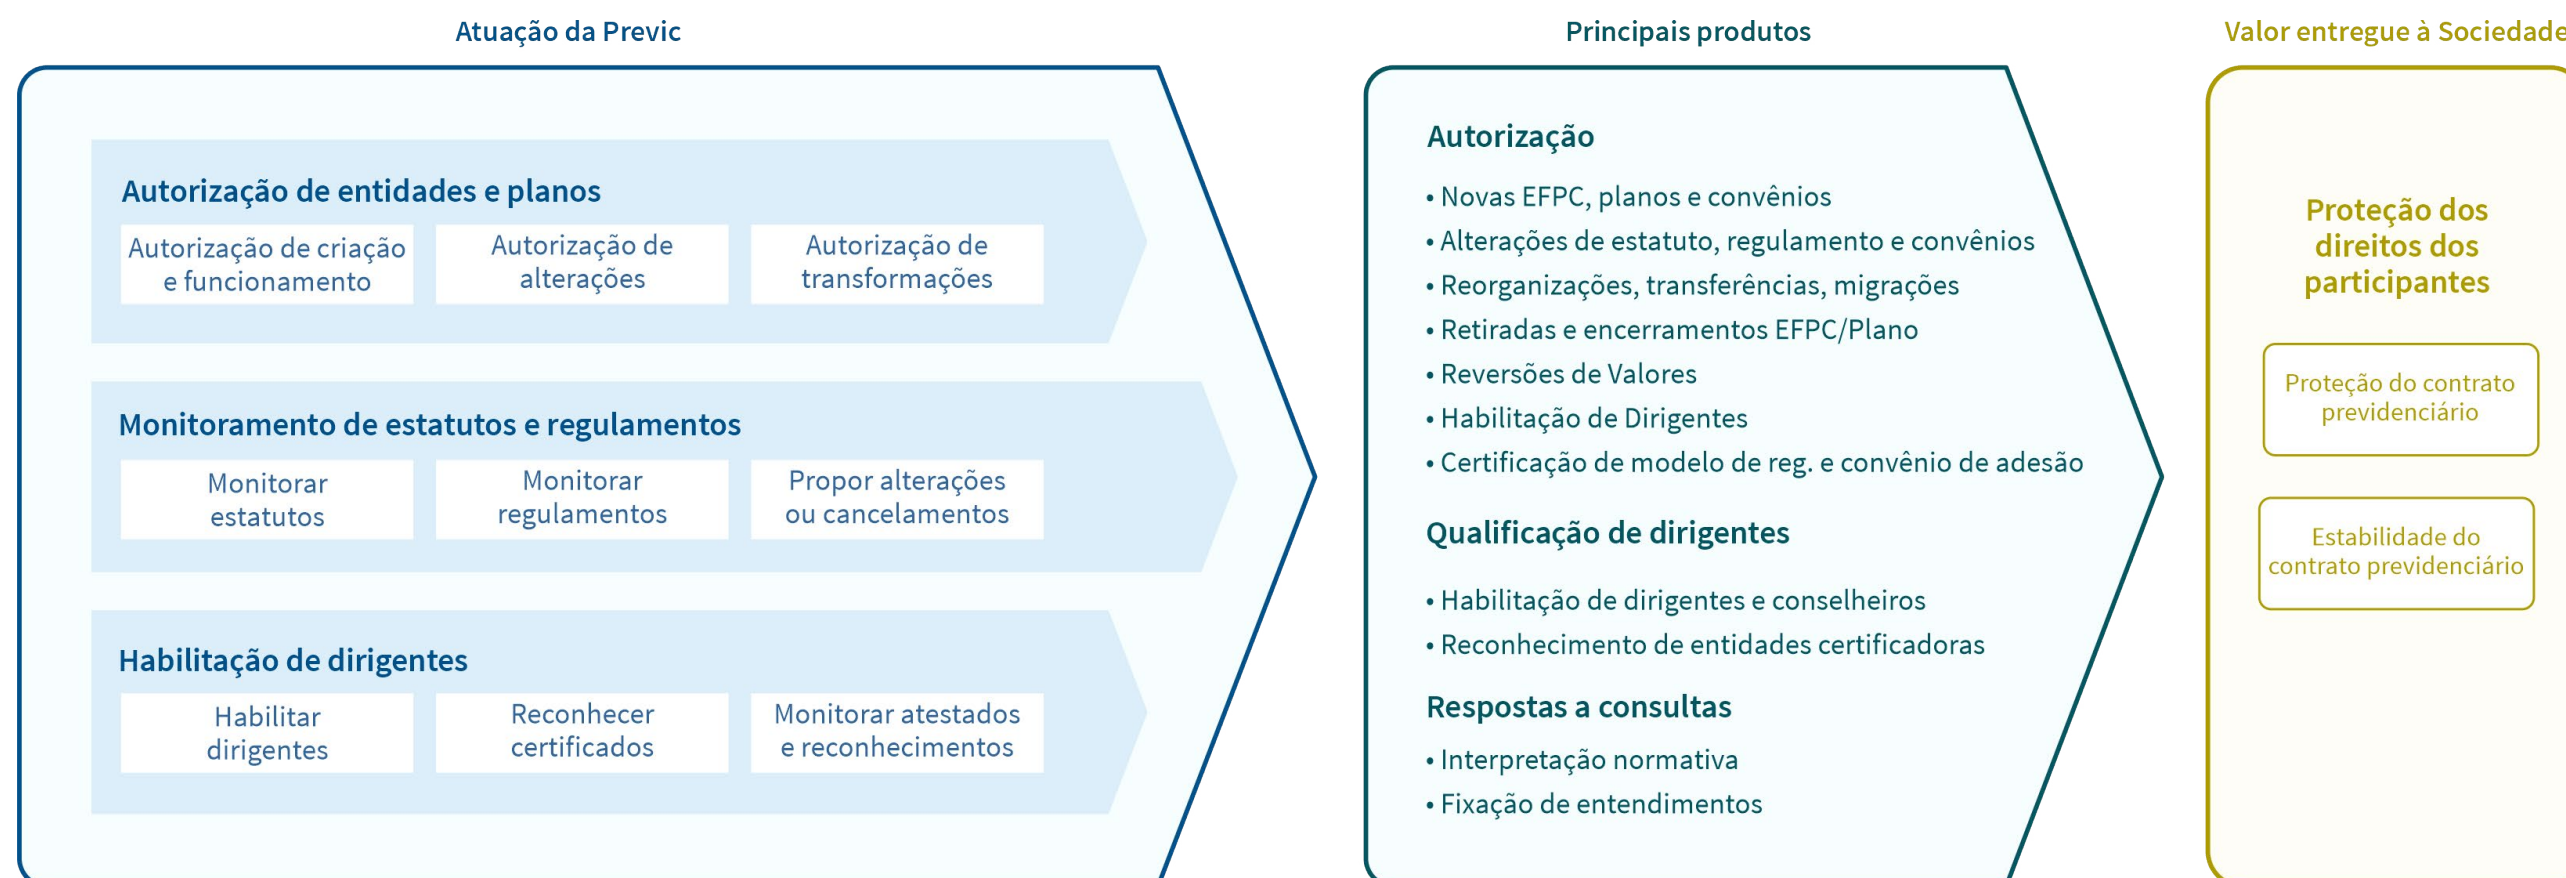 Atuação da Previc
Autorização de entidades e planos
Autorização de criação
e funcionamento
Autorização de
alterações
Autorização de
transformações
Monitoramento de estatutos e regulamentos
Monitorar
estatutos
Monitorar
regulamentos
Propor alterações
ou cancelamentos
Habilitação de dirigentes
Habilitar
dirigentes
Reconhecer
certificados
Monitorar atestados
e reconhecimentos
Principais produtos
Autorização
• Novas EFPC, planos e convênios
• Alterações de estatuto, regulamento e convênios
• Reorganizações, transferências, migrações
• Retiradas e encerramentos EFPC/Plano
• Reversões de Valores
• Habilitação de Dirigentes
• Certificação de modelo de reg. e convênio de adesão
Qualificação de dirigentes
• Habilitação de dirigentes e conselheiros
• Reconhecimento de entidades certificadoras
Respostas a consultas
• Interpretação normativa
• Fixação de entendimentos
Valor entregue à Sociedade
Proteção dos
direitos dos
participantes
Proteção do contrato
previdenciário
Estabilidade do
contrato previdenciário